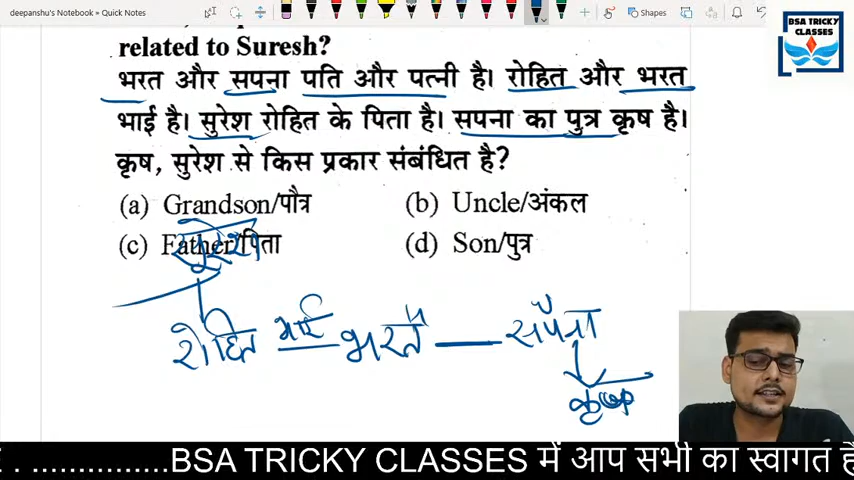 deepanshu's Notebook » Quick Notes
Shapes
BSA TRICKY
CLASSES
related to Suresh?
भरत और सपना पति और पत्नी है। रोहित और भरत
भाई है। सुरेश रोहित के पिता है। सपना का पुत्र कृष है।
कृष, सुरेश से किस प्रकार संबंधित है?
(a) Grandson/पौत्र (b) Uncle/अंकल
(c) Father/पिता (d) Son/पुत्र
सुरेश
रोहित भाई भरत सपना
कृष
. ...............BSA TRICKY CLASSES में आप सभी का स्वागत है